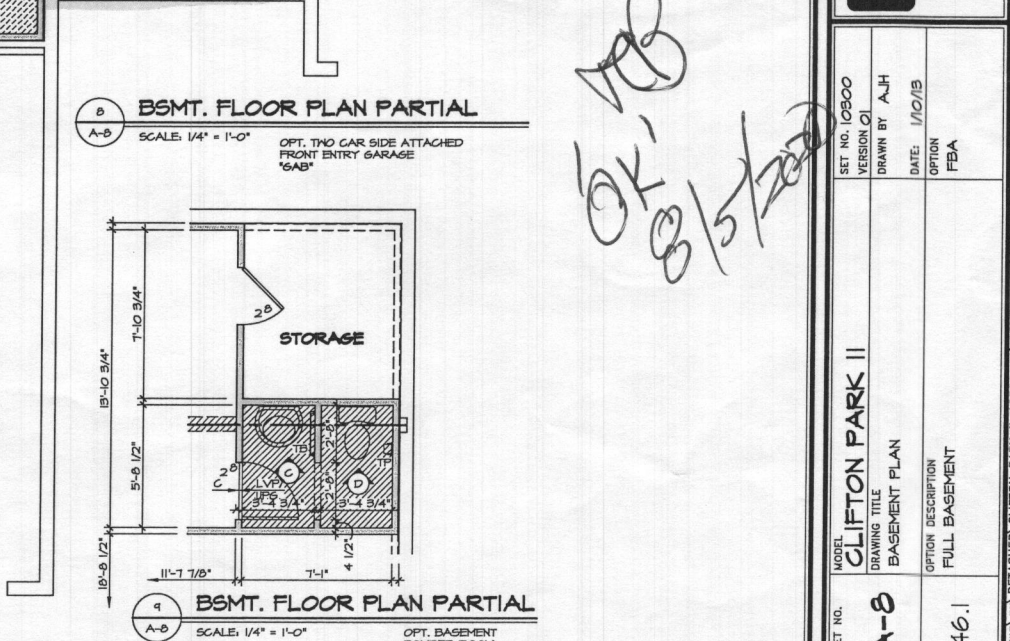 8
A-8
BSMT. FLOOR PLAN PARTIAL
SCALE: 1/4" = 1'-0"
OPT. TWO CAR SIDE ATTACHED
FRONT ENTRY GARAGE
"SAB"
OK'
8/5/2020
13'-10 3/4"
7'-10 3/4"
5'-8 1/2"
18'-8 1/2"
2⁸
STORAGE
2'-8"
TB
TP
2⁸
C
C
D
LVP/
2'-8"
3'-4 3/4"
3'-4 3/4"
4 1/2"
11'-7 7/8"
7'-1"
9
A-8
BSMT. FLOOR PLAN PARTIAL
SCALE: 1/4" = 1'-0"
OPT. BASEMENT
SET NO. 10300
VERSION 01
DRAWN BY AJH
DATE: 1/10/13
OPTION
FBA
MODEL
CLIFTON PARK II
DRAWING TITLE
BASEMENT PLAN
OPTION DESCRIPTION
FULL BASEMENT
A-8
46.1